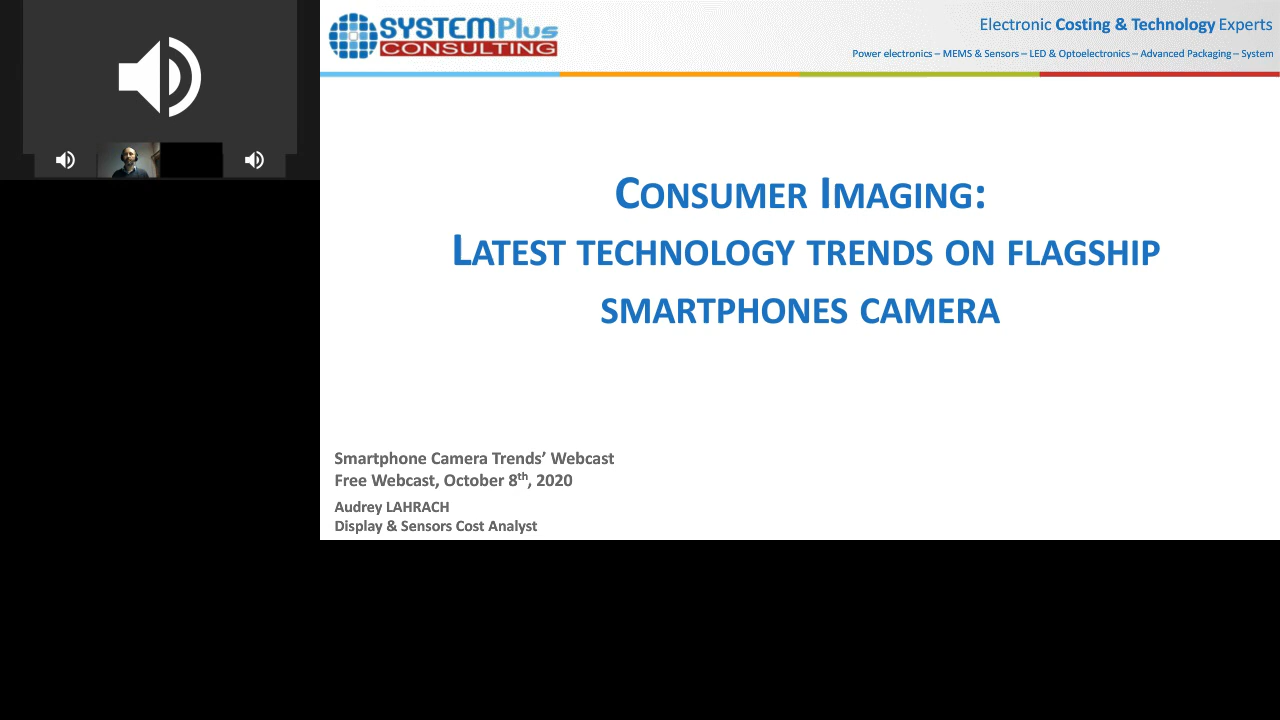 SYSTEMPlus
CONSULTING
Electronic Costing & Technology Experts
Power electronics – MEMS & Sensors – LED & Optoelectronics – Advanced Packaging – System
CONSUMER IMAGING:
LATEST TECHNOLOGY TRENDS ON FLAGSHIP
SMARTPHONES CAMERA
Smartphone Camera Trends’ Webcast
Free Webcast, October 8th, 2020
Audrey LAHRACH
Display & Sensors Cost Analyst